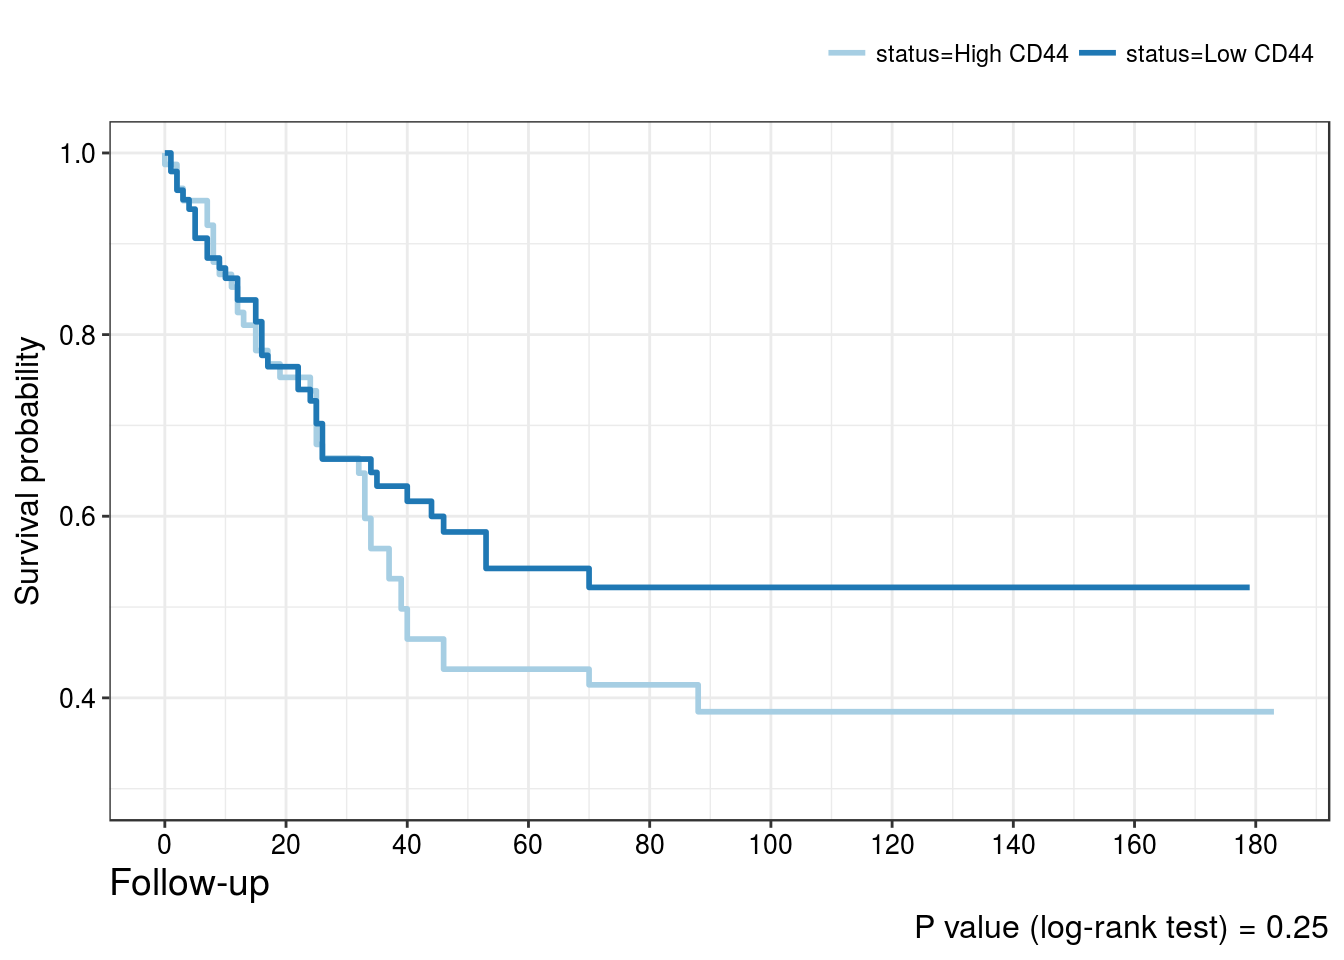 status=High CD44 status=Low CD44
1.0
0.8
0.6
0.4
Survival probability
0 20 40 60 80 100 120 140 160 180
Follow-up
P value (log-rank test) = 0.25